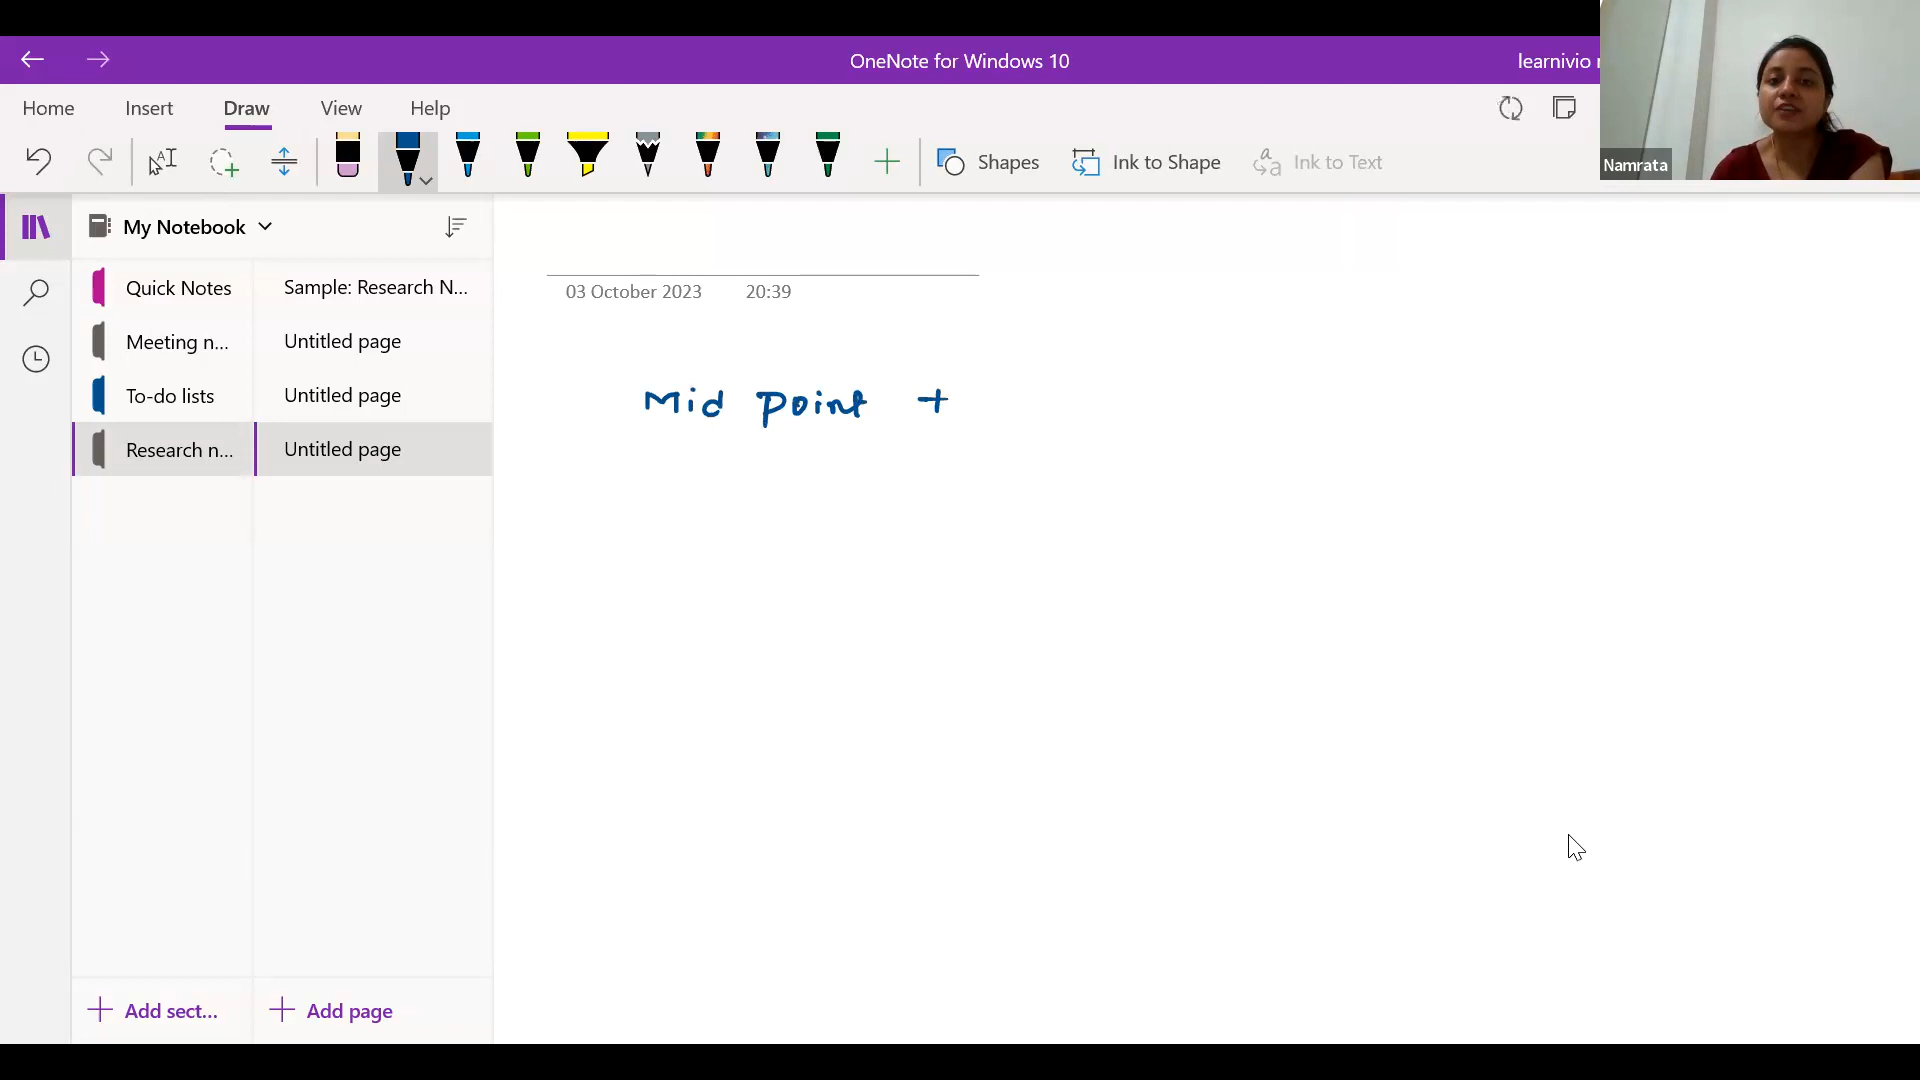 OneNote for Windows 10
learnivio
Home Insert Draw View Help
Shapes Ink to Shape Ink to Text
Namrata
My Notebook
Quick Notes Sample: Research N...
Meeting n... Untitled page
To-do lists Untitled page
Research n... Untitled page
03 October 2023 20:39
Mid point +
Add sect... Add page